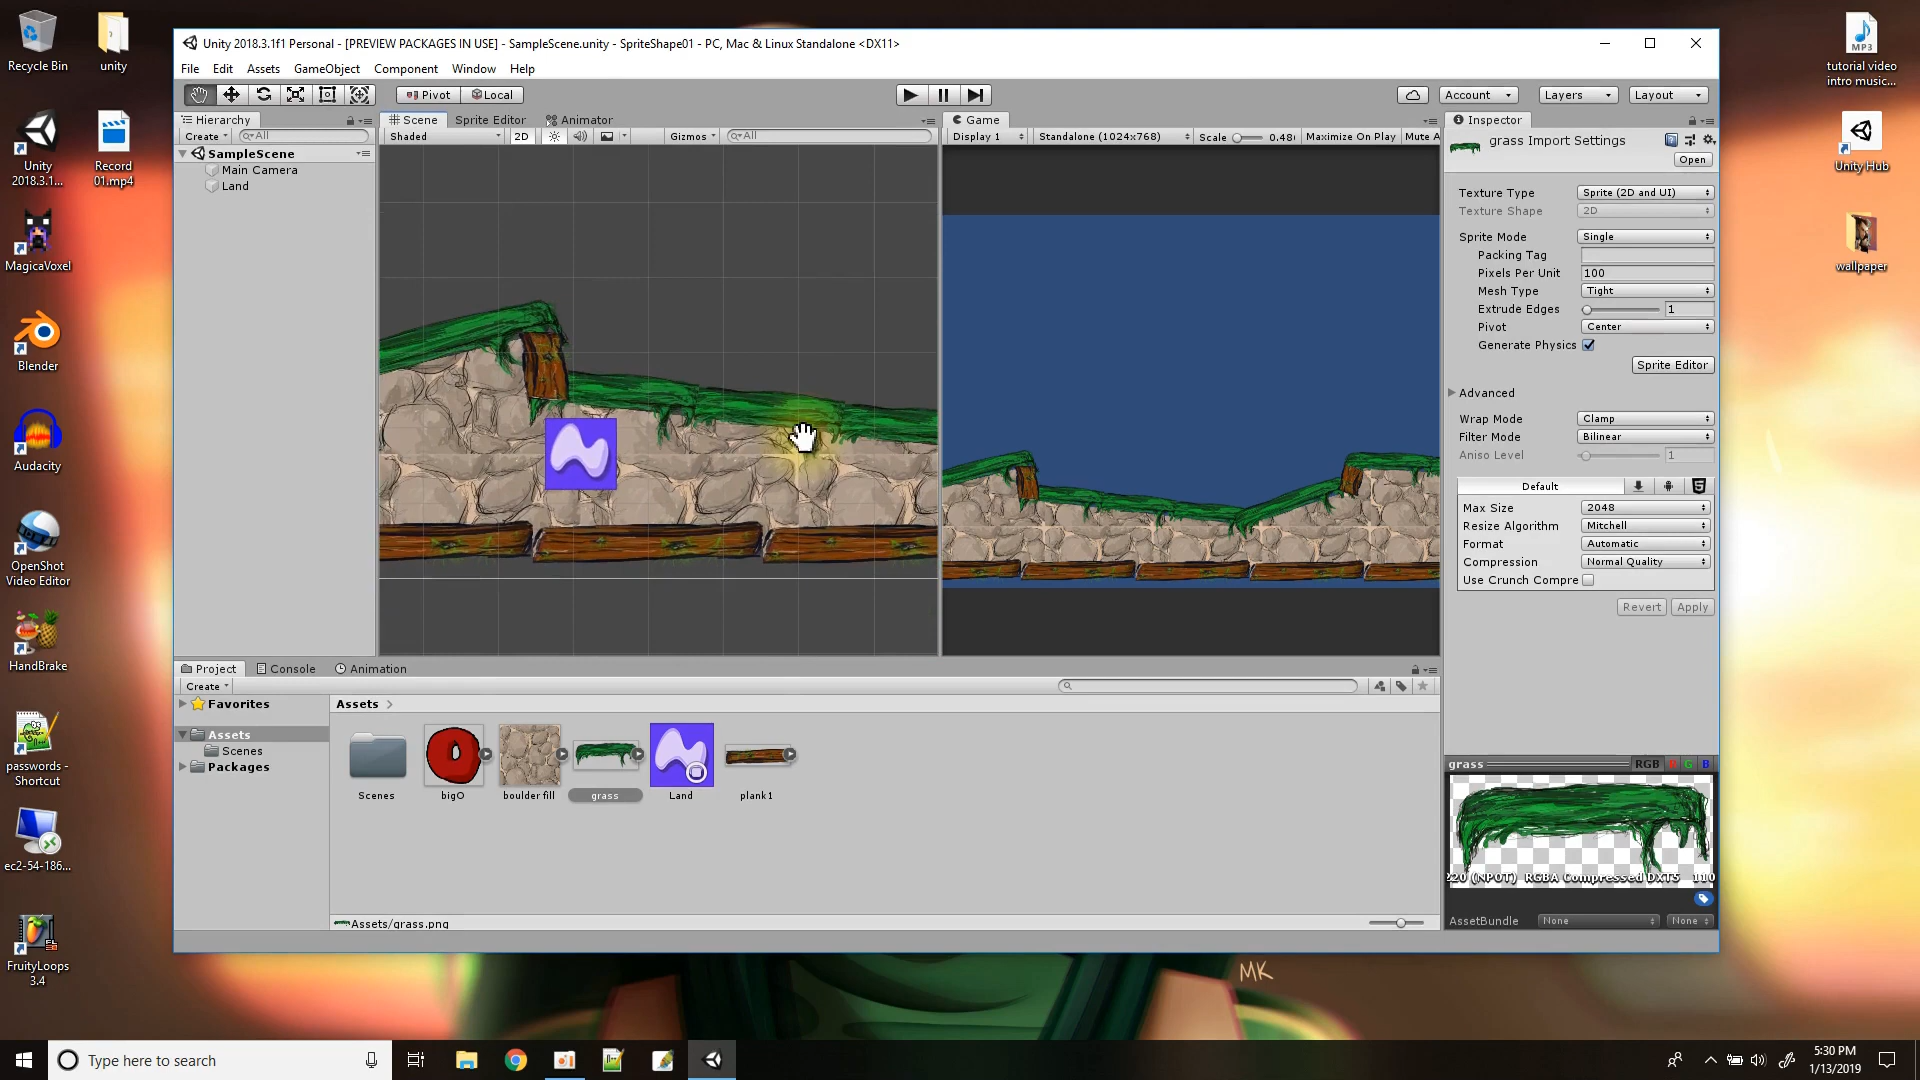 Recycle Bin
unity
tutorial video
intro music...
Unity
2018.3.1...
Record
01.mp4
Unity Hub
MagicaVoxel
wallpaper
Blender
Audacity
OpenShot
Video Editor
HandBrake
passwords -
Shortcut
ec2-54-186...
FruityLoops
3.4
Unity 2018.3.1f1 Personal - [PREVIEW PACKAGES IN USE] - SampleScene.unity - SpriteShape01 - PC, Mac & Linux Standalone <DX11>
File Edit Assets GameObject Component Window Help
Pivot Local Account Layers Layout
Hierarchy
Create All
SampleScene
Main Camera
Land
Scene Sprite Editor Animator
Shaded 2D Gizmos All
Game
Display 1 Standalone (1024x768) Scale 0.48 Maximize On Play Mute A
Inspector
grass Import Settings
Open
Texture Type Sprite (2D and UI)
Texture Shape 2D
Sprite Mode Single
Packing Tag
Pixels Per Unit 100
Mesh Type Tight
Extrude Edges 1
Pivot Center
Generate Physics
Sprite Editor
Advanced
Wrap Mode Clamp
Filter Mode Bilinear
Aniso Level 1
Default
Max Size 2048
Resize Algorithm Mitchell
Format Automatic
Compression Normal Quality
Use Crunch Compre
Revert Apply
Project Console Animation
Create
Favorites
Assets
Scenes
Packages
Assets
Scenes bigO boulder fill grass Land plank1
Assets/grass.png
grass RGB R G B
220 (NPOT) RGBA Compressed DXT5 110
AssetBundle None None
MK
Type here to search
5:30 PM
1/13/2019